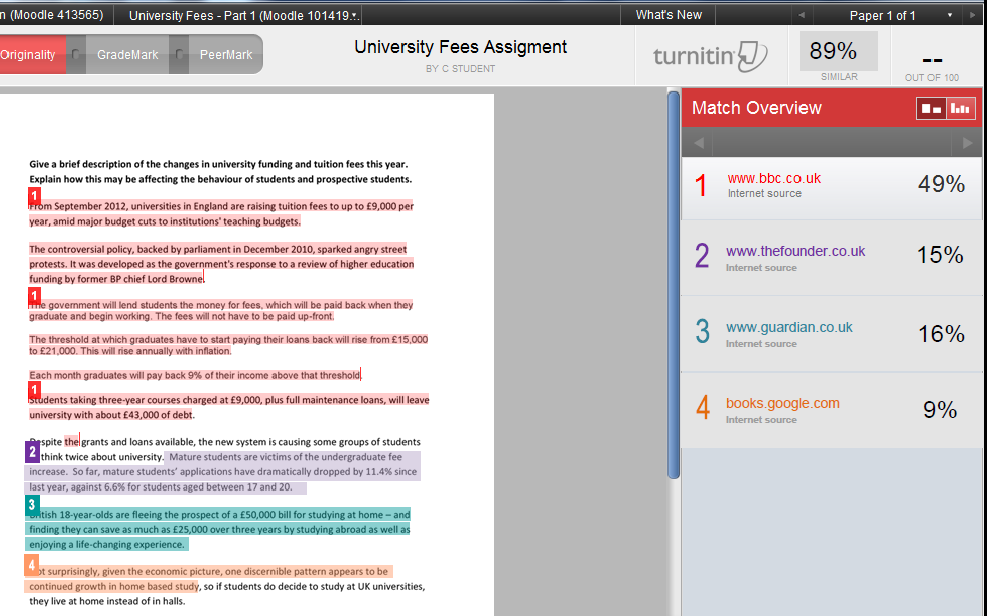 n (Moodle 413565)
University Fees - Part 1 (Moodle 101419...
What's New
Paper 1 of 1
Originality
GradeMark
PeerMark
University Fees Assigment
BY C STUDENT
turnitin
89%
SIMILAR
--
OUT OF 100
Match Overview
1 www.bbc.co.uk 49%
Internet source
2 www.thefounder.co.uk 15%
Internet source
3 www.guardian.co.uk 16%
Internet source
4 books.google.com 9%
Internet source
Give a brief description of the changes in university funding and tuition fees this year.
Explain how this may be affecting the behaviour of students and prospective students.
1
From September 2012, universities in England are raising tuition fees to up to £9,000 per
year, amid major budget cuts to institutions' teaching budgets.
The controversial policy, backed by parliament in December 2010, sparked angry street
protests. It was developed as the government's response to a review of higher education
funding by former BP chief Lord Browne.
1
The government will lend students the money for fees, which will be paid back when they
graduate and begin working. The fees will not have to be paid up-front.
The threshold at which graduates have to start paying their loans back will rise from £15,000
to £21,000. This will rise annually with inflation.
Each month graduates will pay back 9% of their income above that threshold.
1
Students taking three-year courses charged at £9,000, plus full maintenance loans, will leave
university with about £43,000 of debt.
Despite the grants and loans available, the new system is causing some groups of students
2
think twice about university. Mature students are victims of the undergraduate fee
increase. So far, mature students' applications have dramatically dropped by 11.4% since
last year, against 6.6% for students aged between 17 and 20.
3
British 18-year-olds are fleeing the prospect of a £50,000 bill for studying at home – and
finding they can save as much as £25,000 over three years by studying abroad as well as
enjoying a life-changing experience.
4
Not surprisingly, given the economic picture, one discernible pattern appears to be
continued growth in home based study, so if students do decide to study at UK universities,
they live at home instead of in halls.